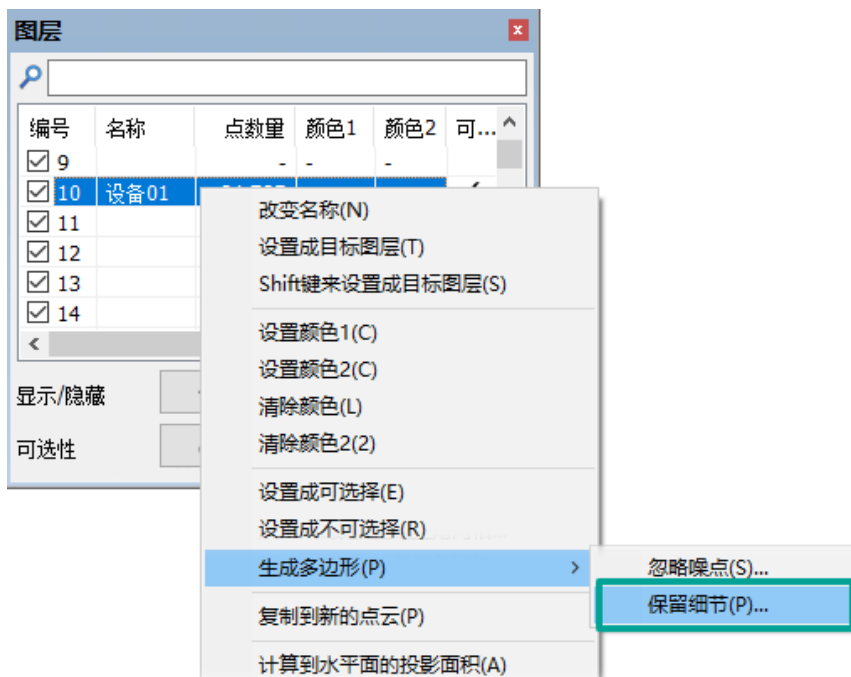 图层
编号 名称 点数量 颜色1 颜色2 可...
9 - - -
10 设备01
11
12
13
14
显示/隐藏
可选性
改变名称(N)
设置成目标图层(T)
Shift键来设置成目标图层(S)
设置颜色1(C)
设置颜色2(C)
清除颜色(L)
清除颜色2(2)
设置成可选择(E)
设置成不可选择(R)
生成多边形(P)
复制到新的点云(P)
计算到水平面的投影面积(A)
忽略噪点(S)...
保留细节(P)...